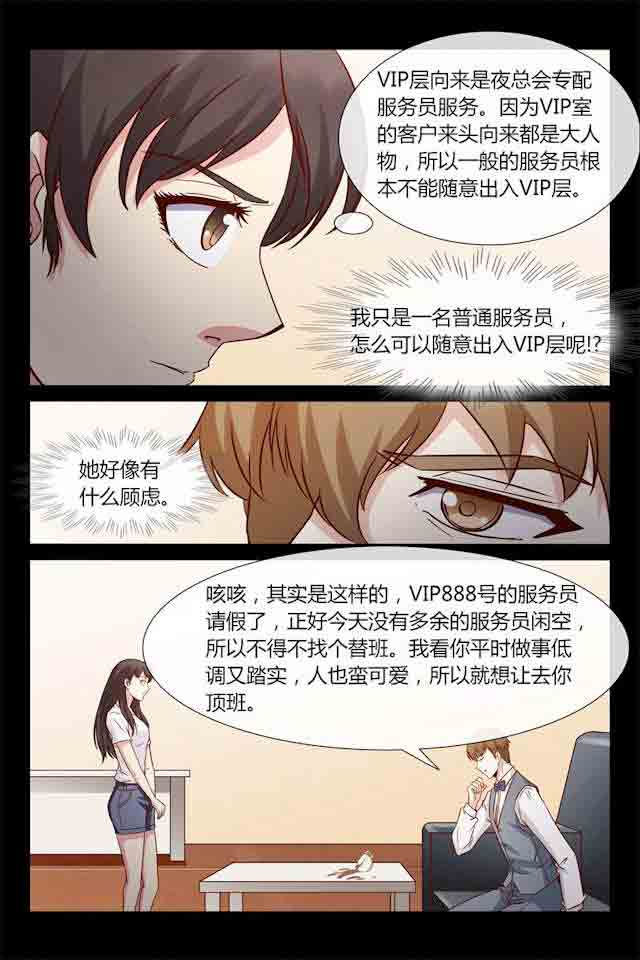 VIP层向来是夜总会专配
服务员服务。因为VIP室
的客户来头向来都是大人
物，所以一般的服务员根
本不能随意出入VIP层。
我只是一名普通服务员，
怎么可以随意出入VIP层呢!?
她好像有
什么顾虑。
咳咳，其实是这样的，VIP888号的服务员
请假了，正好今天没有多余的服务员闲空，
所以不得不找个替班。我看你平时做事低
调又踏实，人也蛮可爱，所以就想让去你
顶班。